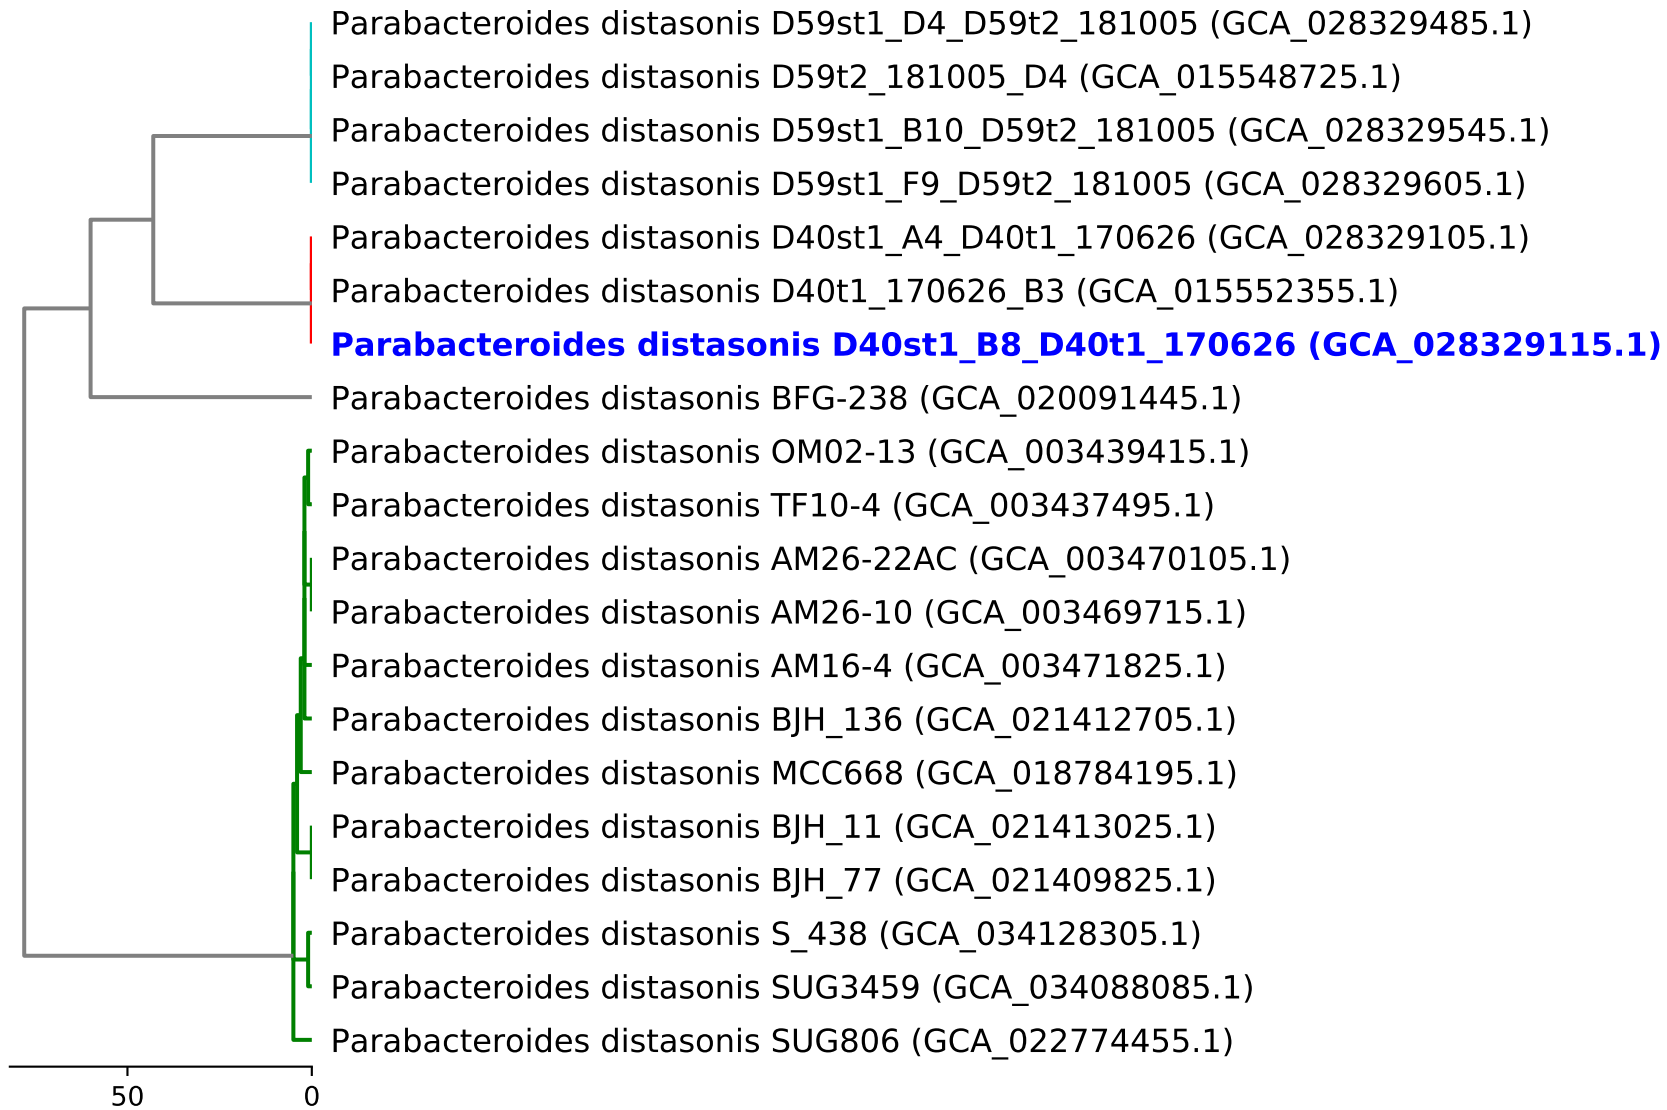 Parabacteroides distasonis D59st1_D4_D59t2_181005 (GCA_028329485.1)
Parabacteroides distasonis D59t2_181005_D4 (GCA_015548725.1)
Parabacteroides distasonis D59st1_B10_D59t2_181005 (GCA_028329545.1)
Parabacteroides distasonis D59st1_F9_D59t2_181005 (GCA_028329605.1)
Parabacteroides distasonis D40st1_A4_D40t1_170626 (GCA_028329105.1)
Parabacteroides distasonis D40t1_170626_B3 (GCA_015552355.1)
Parabacteroides distasonis D40st1_B8_D40t1_170626 (GCA_028329115.1)
Parabacteroides distasonis BFG-238 (GCA_020091445.1)
Parabacteroides distasonis OM02-13 (GCA_003439415.1)
Parabacteroides distasonis TF10-4 (GCA_003437495.1)
Parabacteroides distasonis AM26-22AC (GCA_003470105.1)
Parabacteroides distasonis AM26-10 (GCA_003469715.1)
Parabacteroides distasonis AM16-4 (GCA_003471825.1)
Parabacteroides distasonis BJH_136 (GCA_021412705.1)
Parabacteroides distasonis MCC668 (GCA_018784195.1)
Parabacteroides distasonis BJH_11 (GCA_021413025.1)
Parabacteroides distasonis BJH_77 (GCA_021409825.1)
Parabacteroides distasonis S_438 (GCA_034128305.1)
Parabacteroides distasonis SUG3459 (GCA_034088085.1)
Parabacteroides distasonis SUG806 (GCA_022774455.1)
50 0